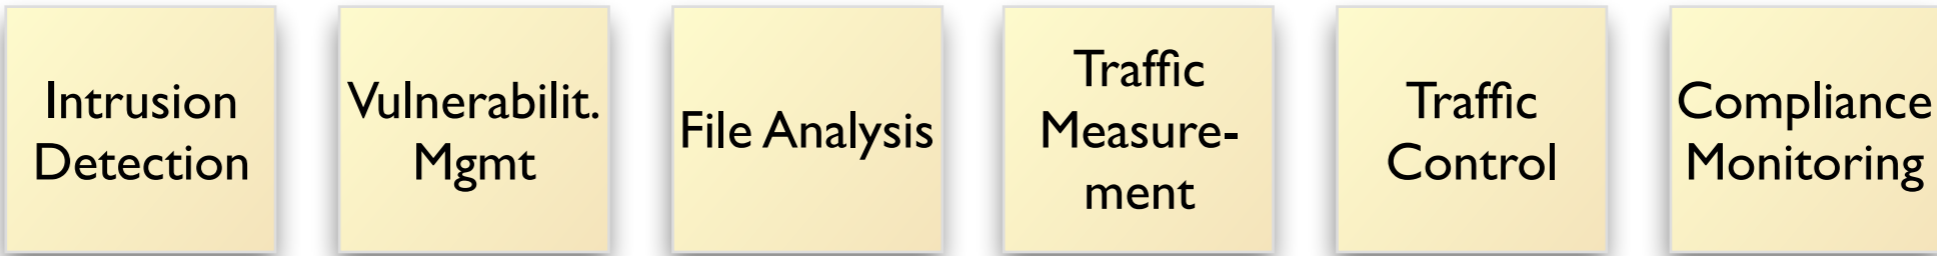 Intrusion
Detection
Vulnerabilit.
Mgmt
File Analysis
Traffic
Measure-
ment
Traffic
Control
Compliance
Monitoring